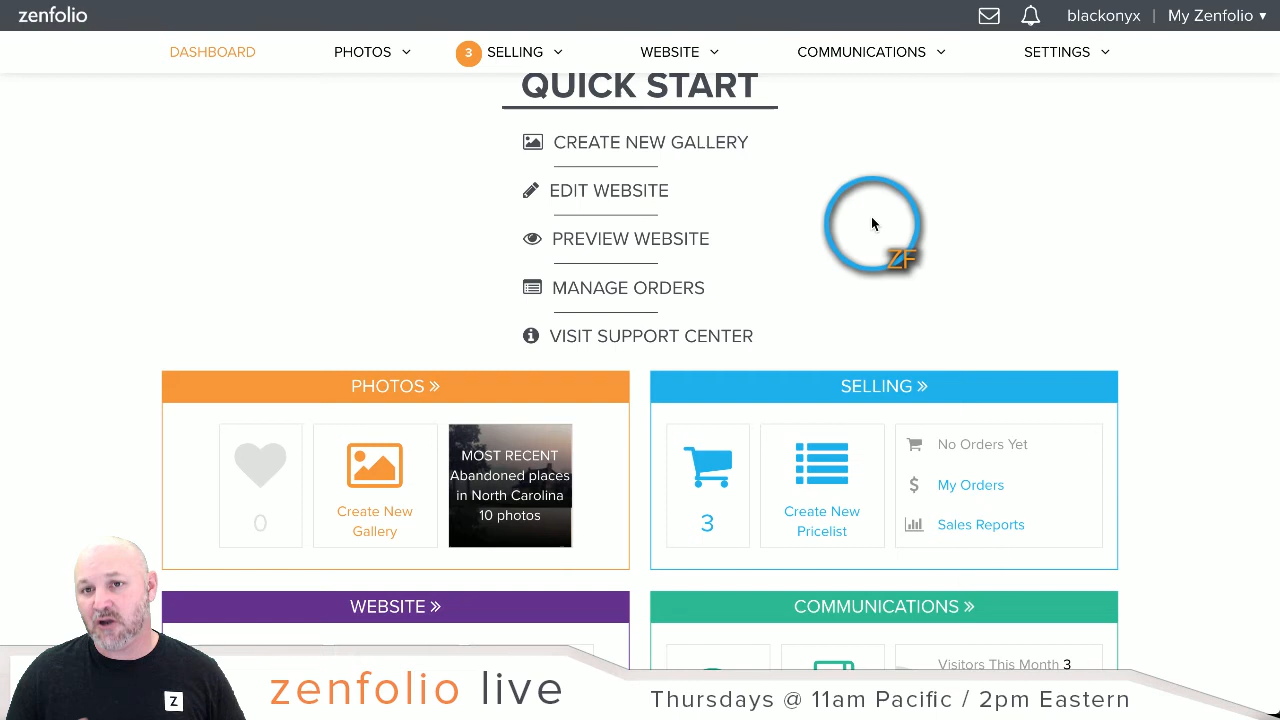 zenfolio
blackonyx | My Zenfolio ▾
DASHBOARD PHOTOS 3 SELLING WEBSITE COMMUNICATIONS SETTINGS
QUICK START
CREATE NEW GALLERY
EDIT WEBSITE
PREVIEW WEBSITE
MANAGE ORDERS
VISIT SUPPORT CENTER
ZF
PHOTOS »
0
Create New
Gallery
MOST RECENT
Abandoned places
in North Carolina
10 photos
SELLING »
3
Create New
Pricelist
No Orders Yet
$ My Orders
Sales Reports
WEBSITE »
COMMUNICATIONS »
Visitors This Month 3
Z
zenfolio live
Thursdays @ 11am Pacific / 2pm Eastern